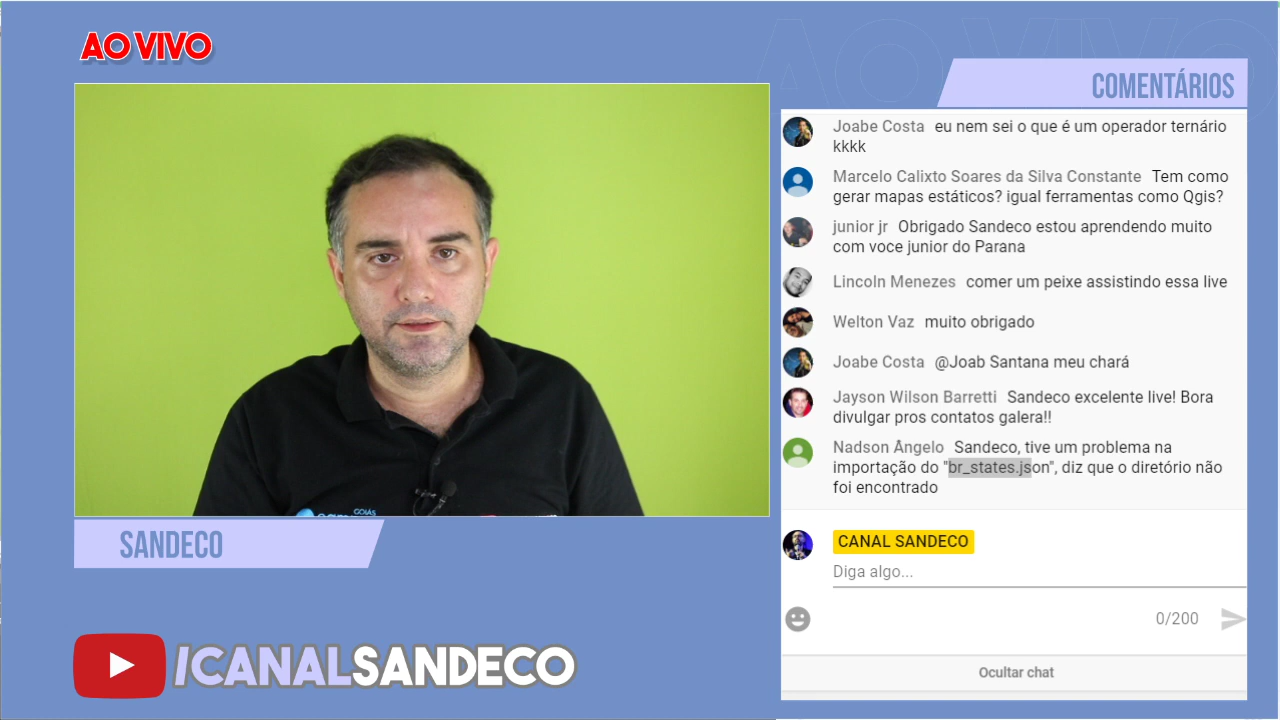 AO VIVO
COMENTÁRIOS
Joabe Costa eu nem sei o que é um operador ternário
kkkk
Marcelo Calixto Soares da Silva Constante Tem como
gerar mapas estáticos? igual ferramentas como Qgis?
junior jr Obrigado Sandeco estou aprendendo muito
com voce junior do Parana
Lincoln Menezes comer um peixe assistindo essa live
Welton Vaz muito obrigado
Joabe Costa @Joab Santana meu chará
Jayson Wilson Barretti Sandeco excelente live! Bora
divulgar pros contatos galera!!
Nadson Ângelo Sandeco, tive um problema na
importação do "br_states.json", diz que o diretório não
foi encontrado
CANAL SANDECO
Diga algo...
0/200
Ocultar chat
GOIÁS
SANDECO
/CANALSANDECO